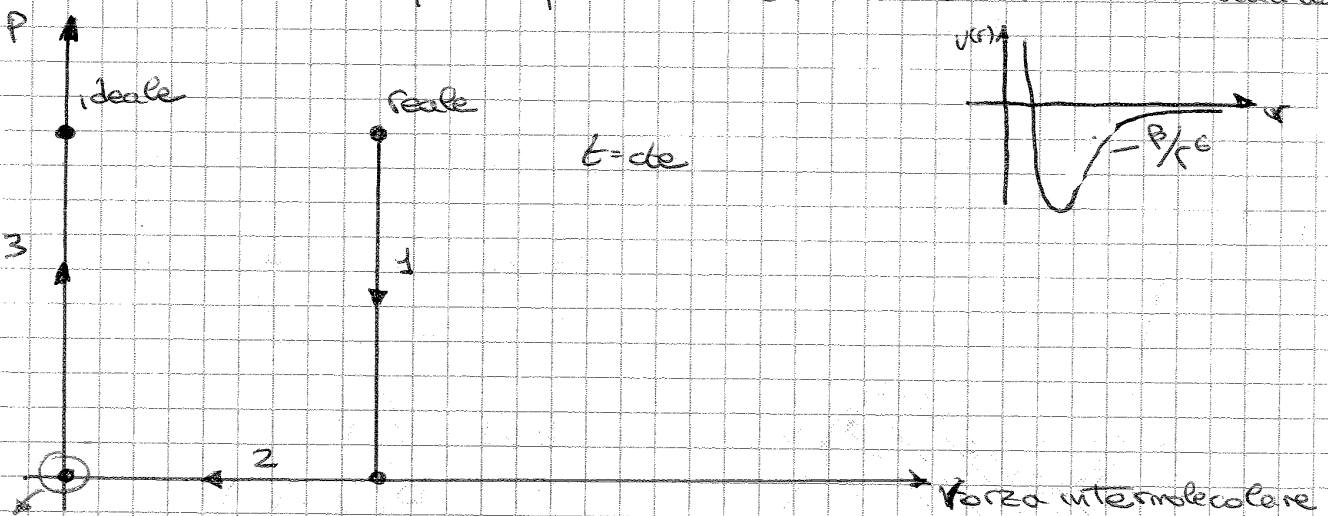 P
ideale
reale
t=cte
U(r)
r
β/r⁶
3
1
2
Forza intermolecolare